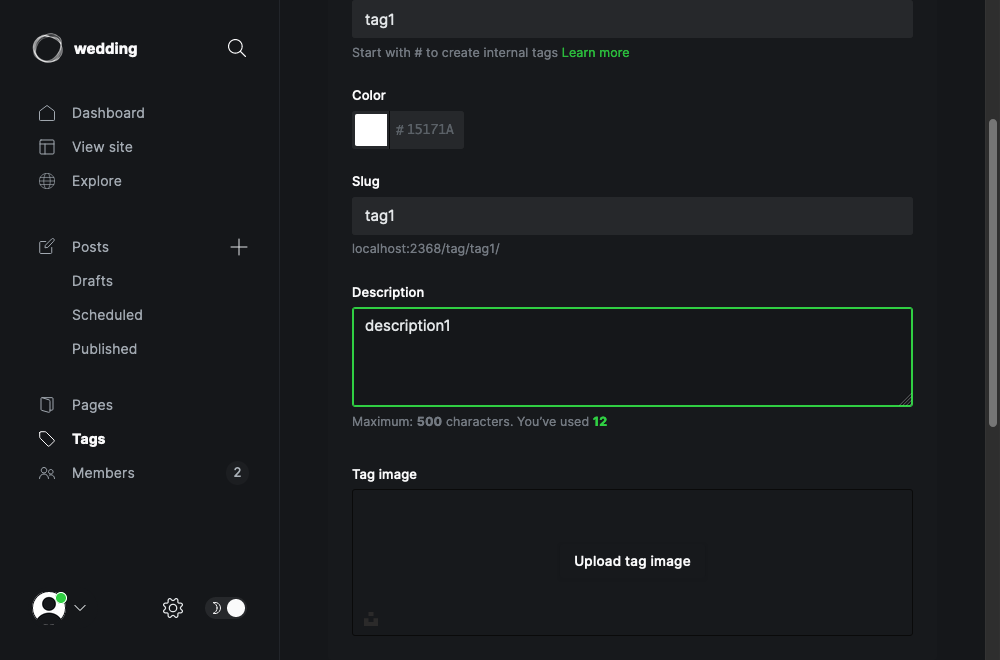 wedding
Dashboard
View site
Explore
Posts
Drafts
Scheduled
Published
Pages
Tags
Members 2
tag1
Start with # to create internal tags Learn more
Color
# 15171A
Slug
tag1
localhost:2368/tag/tag1/
Description
description1
Maximum: 500 characters. You’ve used 12
Tag image
Upload tag image